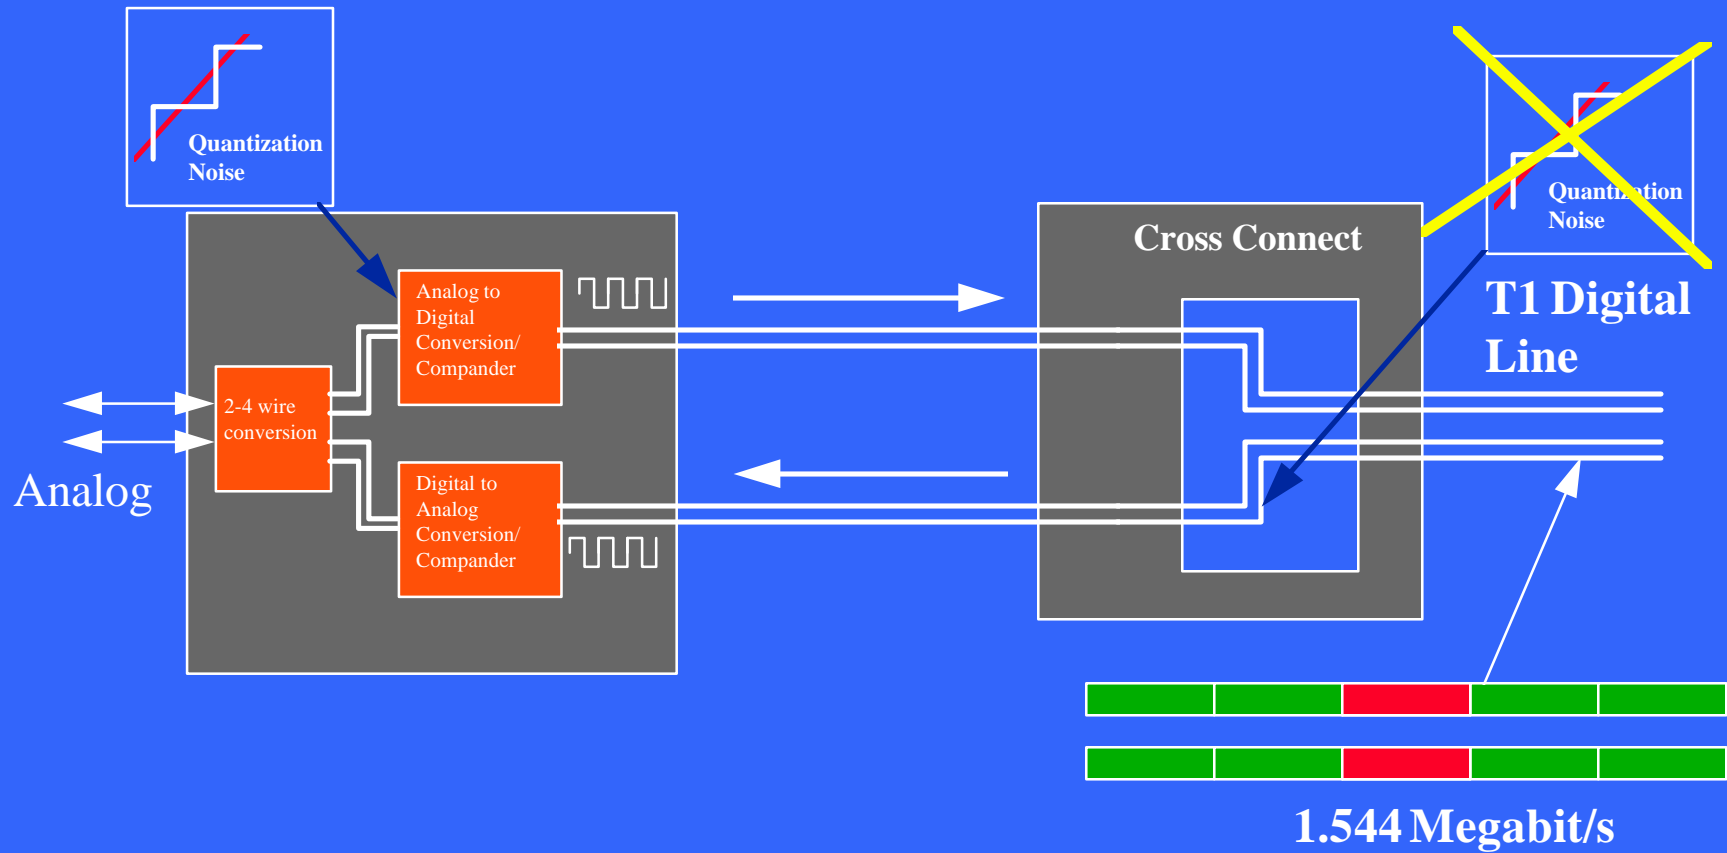 Quantization
Noise
Quantization
Noise
Cross Connect
T1 Digital
Line
Analog to
Digital
Conversion/
Compander
2-4 wire
conversion
Analog
Digital to
Analog
Conversion/
Compander
1.544 Megabit/s